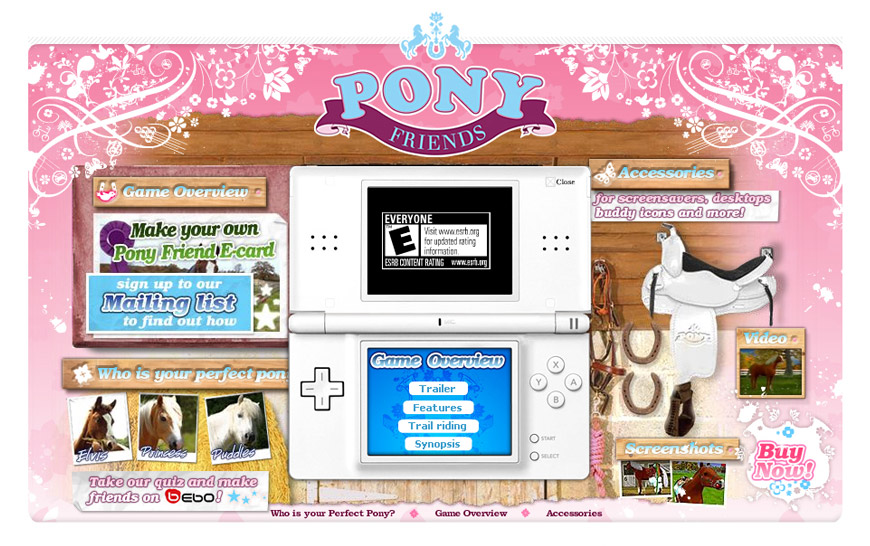 PONY
FRIENDS
Game Overview
Make your own
Pony Friend E-card
sign up to our
Mailing list
to find out how
Who is your perfect pon
Elvis
Princess
Puddles
Take our quiz and make
friends on BEBO!
Close
EVERYONE
E
Visit www.esrb.org
for updated rating
information.
ESRB CONTENT RATING www.esrb.org
Game Overview
Trailer
Features
Trail riding
Synopsis
X
Y
A
B
START
SELECT
Accessories
for screensavers, desktops
buddy icons and more!
PONY
Video
Screenshots
Buy
Now!
Who is your Perfect Pony?
Game Overview
Accessories